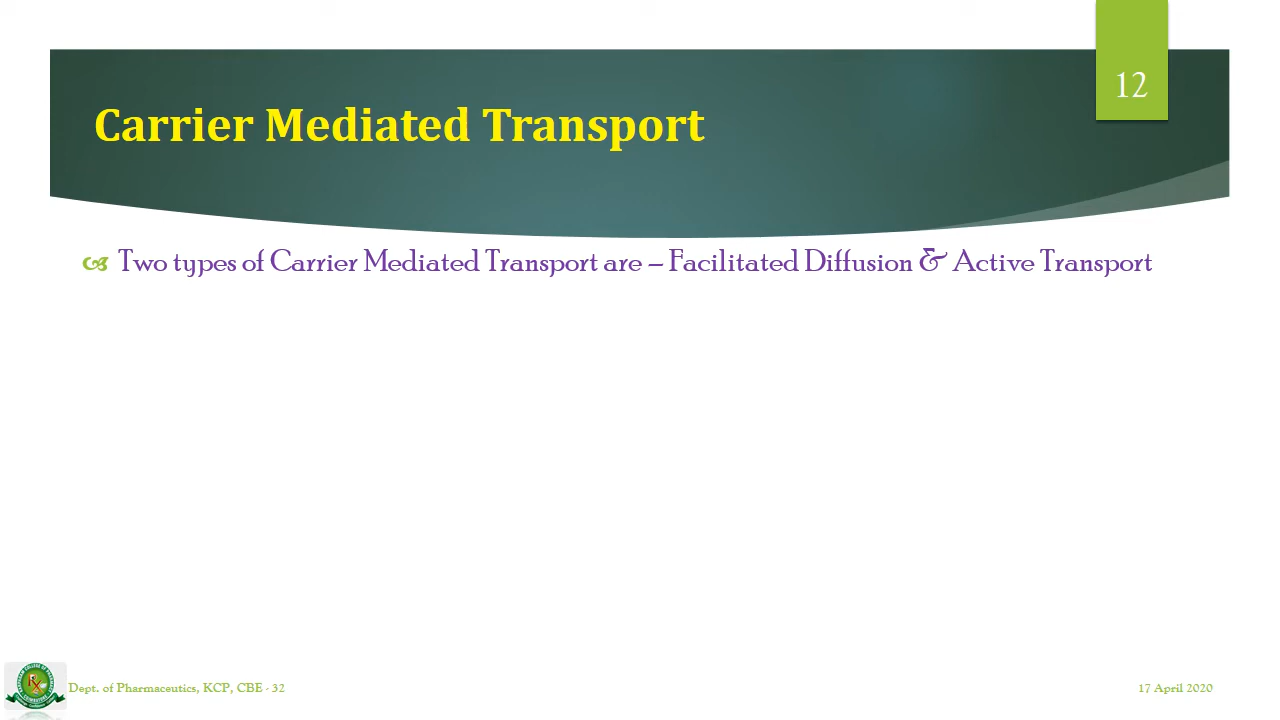 12
Carrier Mediated Transport
Two types of Carrier Mediated Transport are – Facilitated Diffusion & Active Transport
Dept. of Pharmaceutics, KCP, CBE - 32
17 April 2020